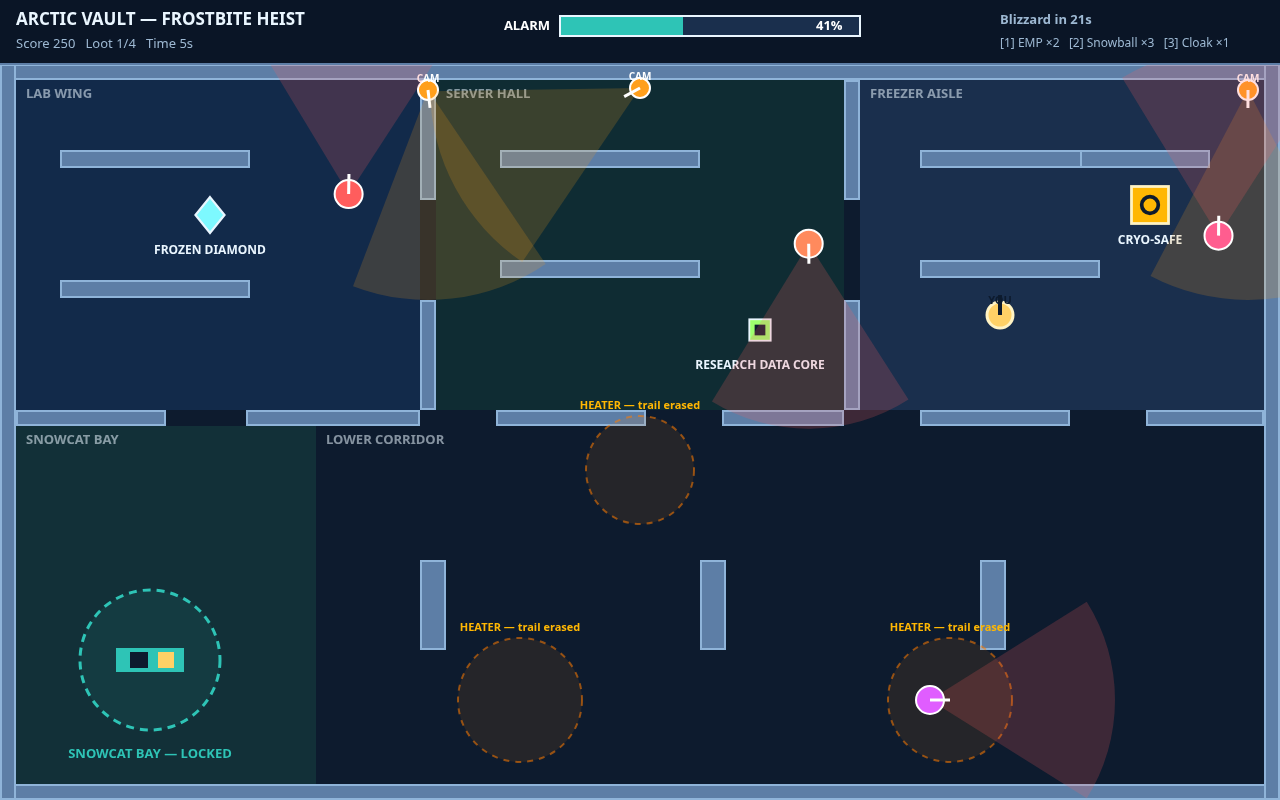 ARCTIC VAULT — FROSTBITE HEIST
Score 250 Loot 1/4 Time 5s
ALARM 41%
Blizzard in 21s
[1] EMP ×2 [2] Snowball ×3 [3] Cloak ×1
CAM
CAM
CAM
LAB WING
SERVER HALL
FREEZER AISLE
FROZEN DIAMOND
CRYO-SAFE
YOU
RESEARCH DATA CORE
HEATER — trail erased
SNOWCAT BAY
LOWER CORRIDOR
HEATER — trail erased
HEATER — trail erased
SNOWCAT BAY — LOCKED